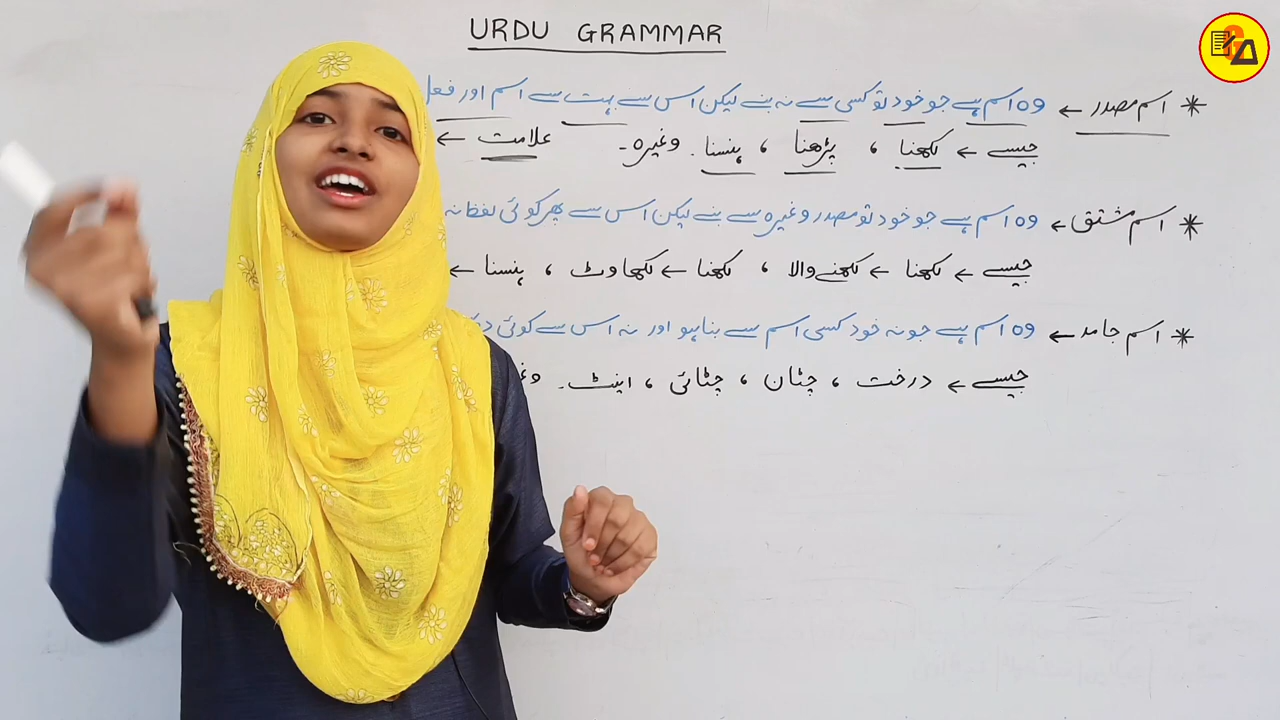 URDU GRAMMAR
* اسم مصدر ← وہ اسم ہے جو خود تو کسی سے نہ بنے لیکن اس سے بہت سے اسم اور فعل
جیسے ← لکھنا ، پڑھنا ، ہنسنا۔ وغیرہ۔ علامت ←
* اسم مشتق ← وہ اسم ہے جو خود تو مصدر وغیرہ سے بنے لیکن اس سے پھر کوئی لفظ نہ
جیسے ← لکھنا ← لکھنے والا ، لکھنا ← لکھاوٹ ، ہنسنا ←
* اسم جامد ← وہ اسم ہے جو نہ خود کسی اسم سے بنا ہو اور نہ اس سے کوئی
جیسے ← درخت ، چٹان ، چٹائی ، اینٹ۔